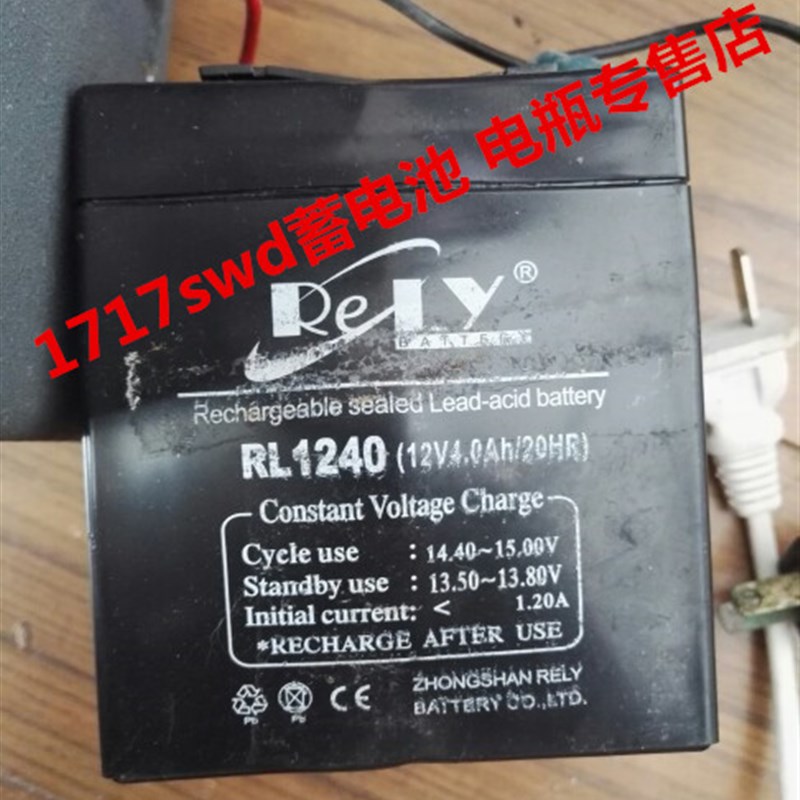 1717swd蓄电池 电瓶专售店
ReLY®
BATTERY
Rechargeable sealed Lead-acid battery
RL1240 (12V4.0Ah/20HR)
Constant Voltage Charge
Cycle use : 14.40~15.00V
Standby use : 13.50~13.80V
Initial current: < 1.20A
*RECHARGE AFTER USE
Pb Pb CE
ZHONGSHAN RELY
BATTERY CO.,LTD.